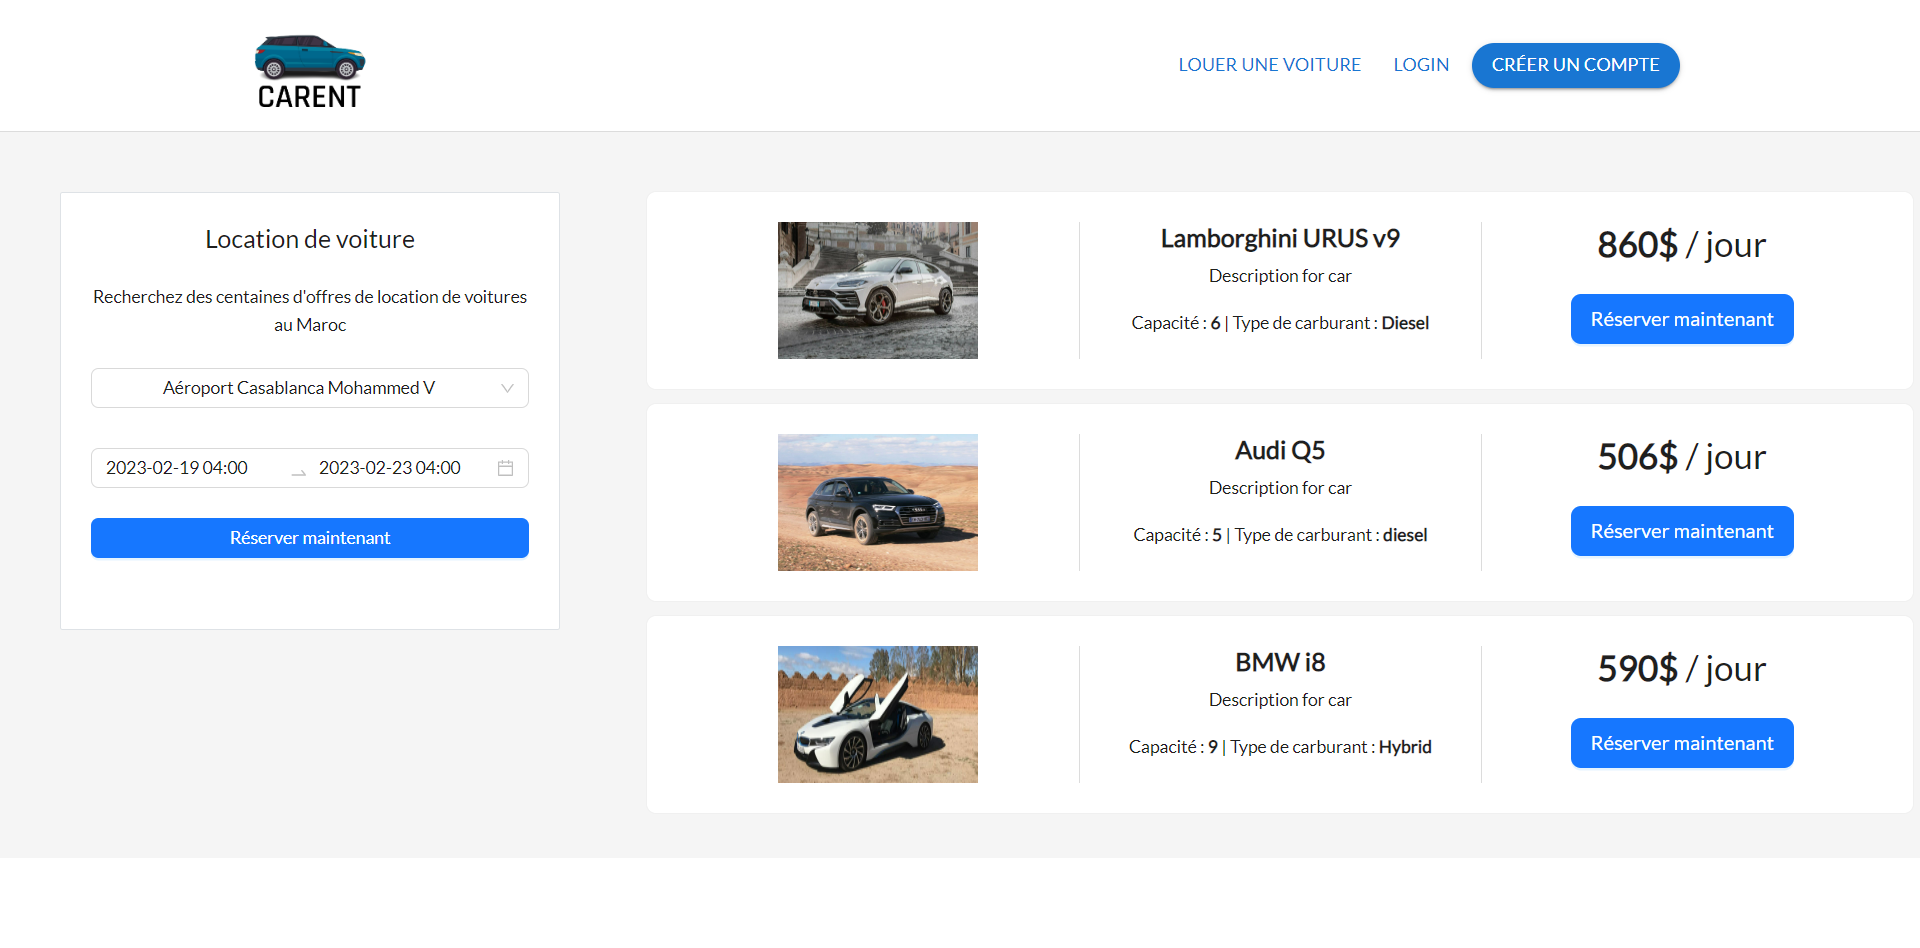 CARENT
LOUER UNE VOITURE
LOGIN
CRÉER UN COMPTE
Location de voiture
Recherchez des centaines d'offres de location de voitures
au Maroc
Aéroport Casablanca Mohammed V
2023-02-19 04:00
2023-02-23 04:00
Réserver maintenant
Lamborghini URUS v9
Description for car
Capacité : 6 | Type de carburant : Diesel
860$ / jour
Réserver maintenant
Audi Q5
Description for car
Capacité : 5 | Type de carburant : diesel
506$ / jour
Réserver maintenant
BMW i8
Description for car
Capacité : 9 | Type de carburant : Hybrid
590$ / jour
Réserver maintenant